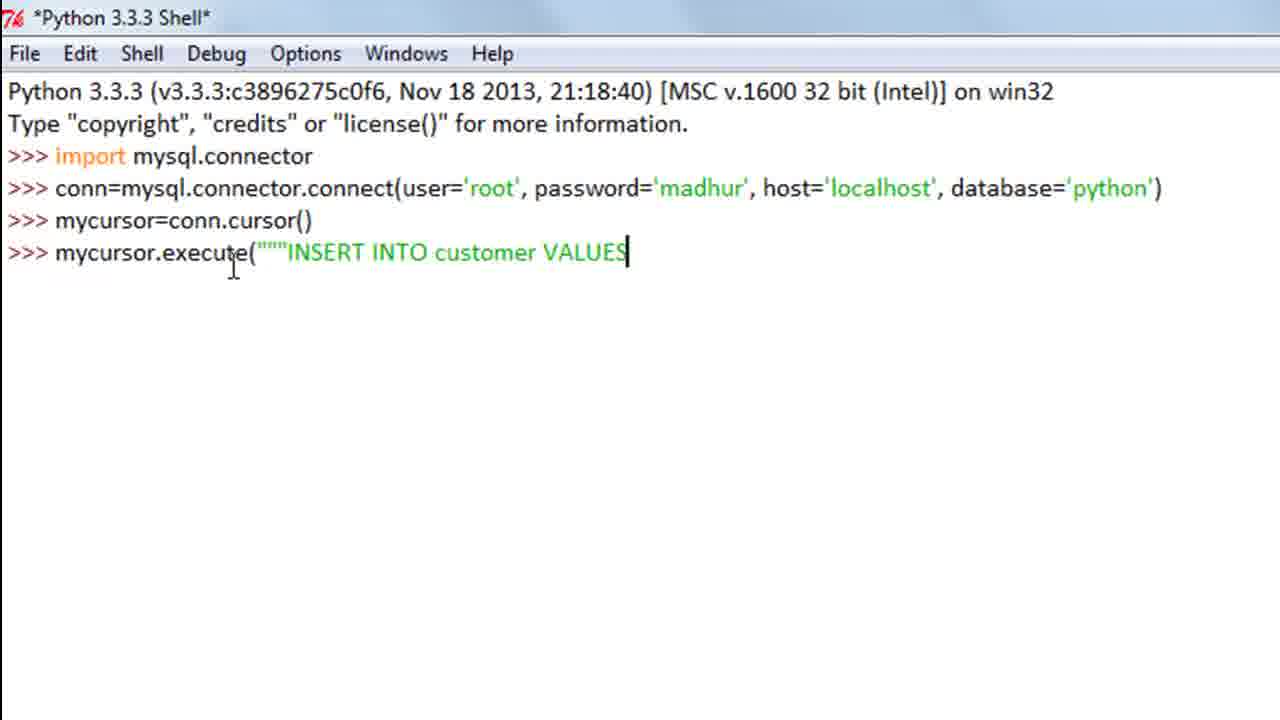 *Python 3.3.3 Shell*
File Edit Shell Debug Options Windows Help
Python 3.3.3 (v3.3.3:c3896275c0f6, Nov 18 2013, 21:18:40) [MSC v.1600 32 bit (Intel)] on win32
Type "copyright", "credits" or "license()" for more information.
>>> import mysql.connector
>>> conn=mysql.connector.connect(user='root', password='madhur', host='localhost', database='python')
>>> mycursor=conn.cursor()
>>> mycursor.execute("""INSERT INTO customer VALUES